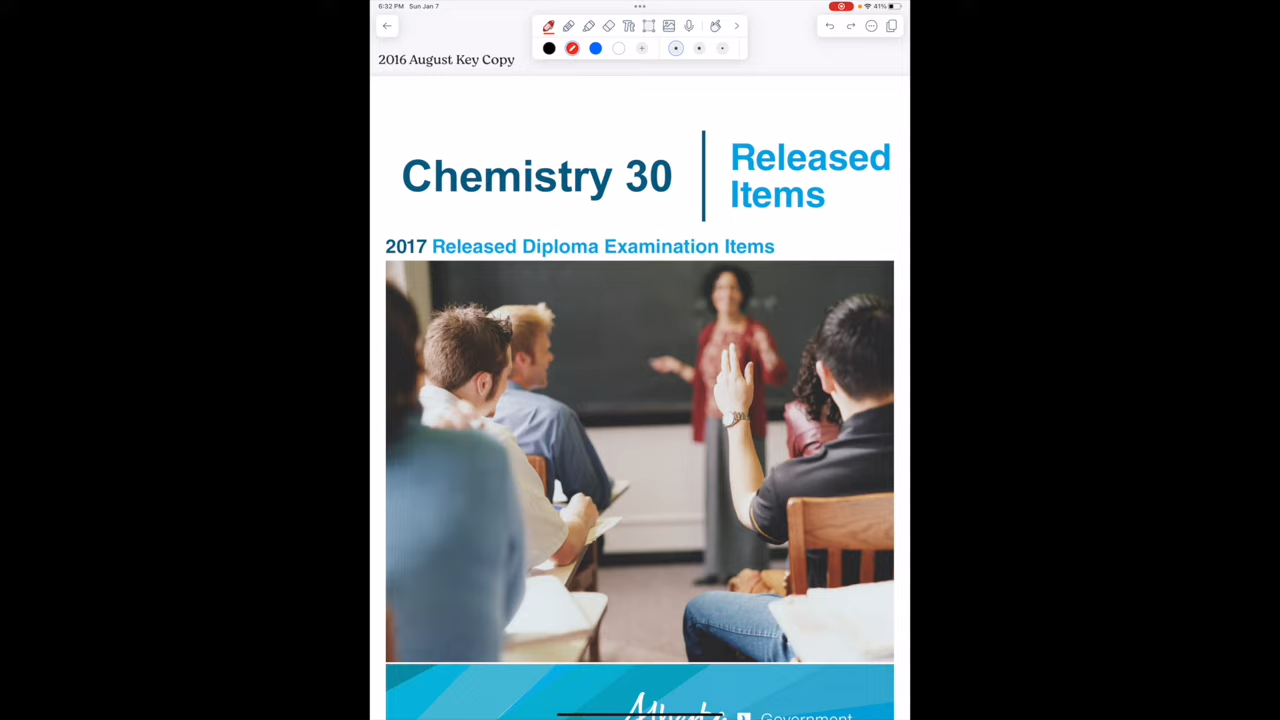 6:32 PM Sun Jan 7
41%
2016 August Key Copy
Chemistry 30
Released
Items
2017 Released Diploma Examination Items
Government